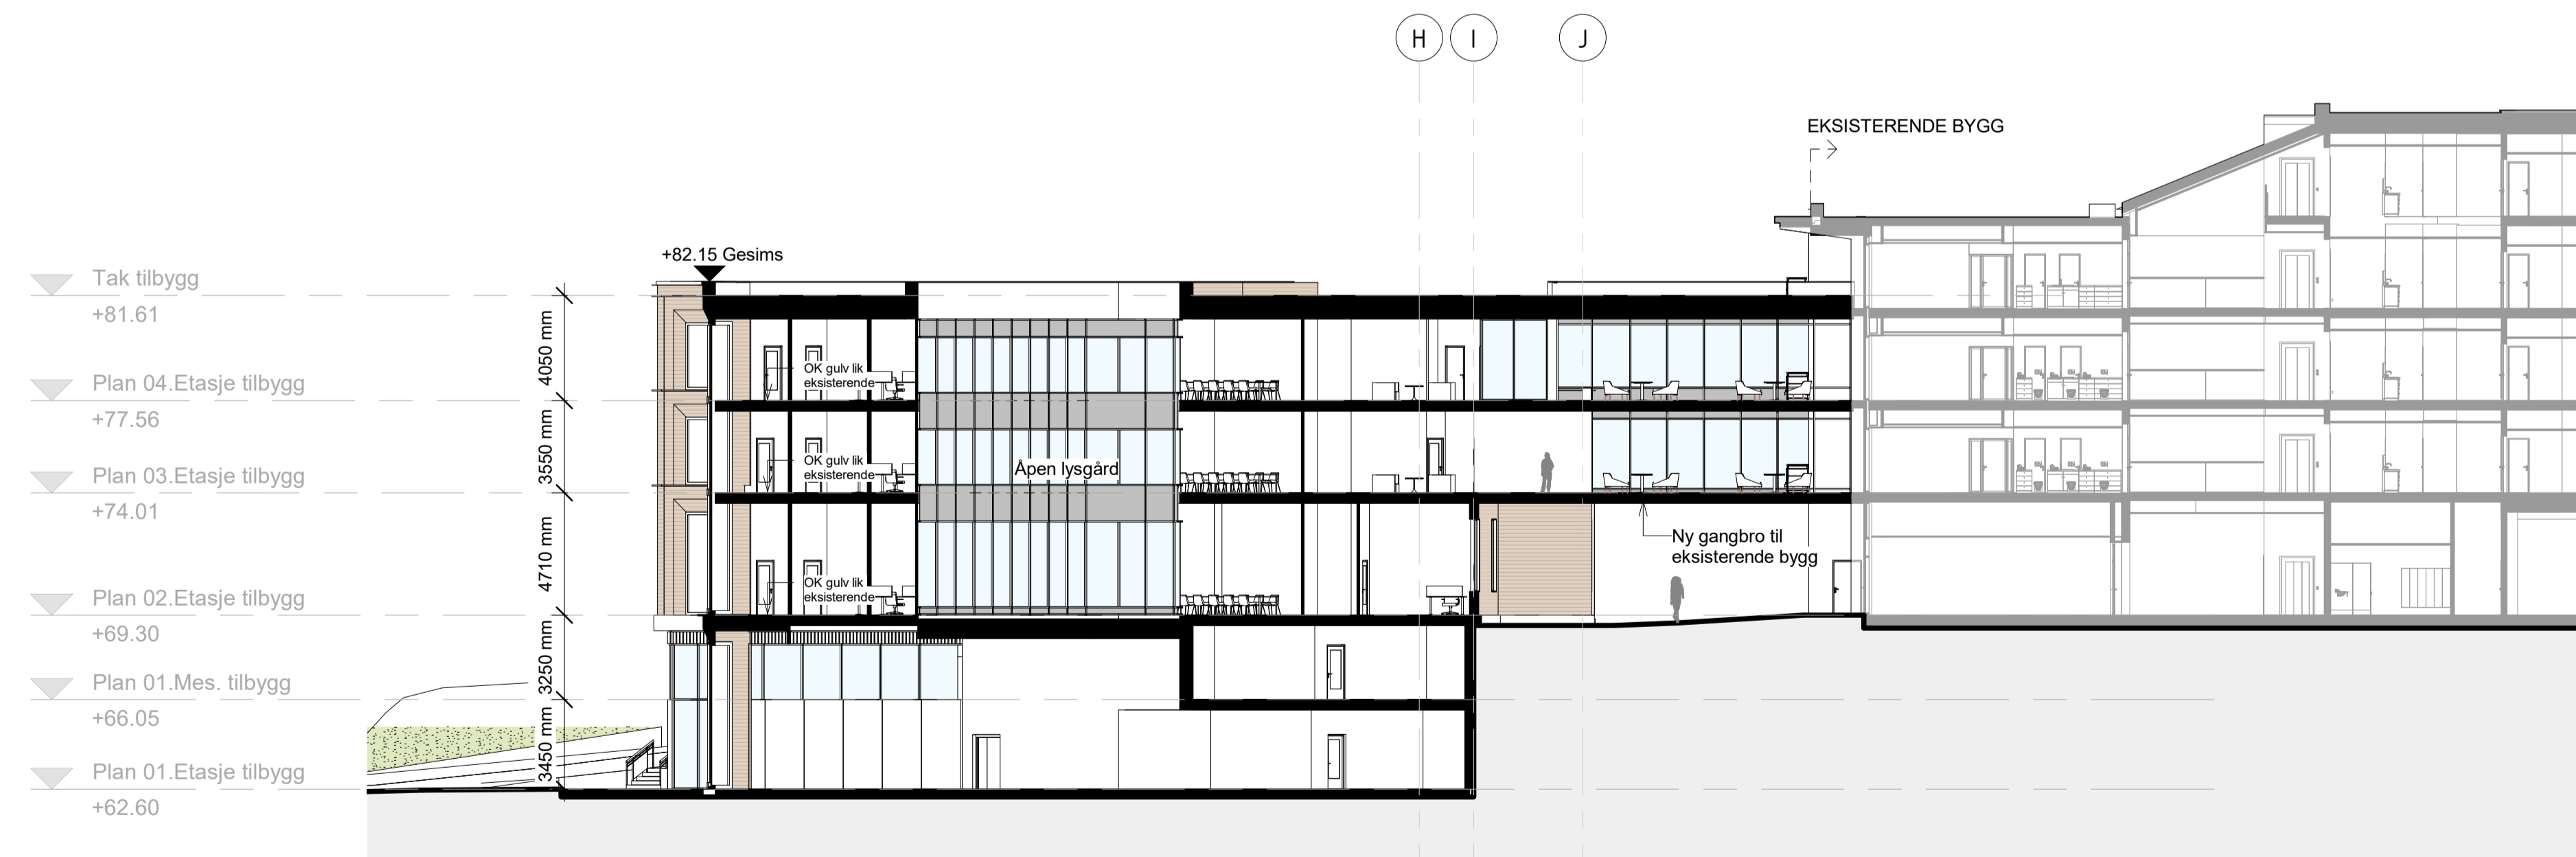 H I J
EKSISTERENDE BYGG
+82.15 Gesims
Tak tilbygg
+81.61
4050 mm
OK gulv lik
eksisterende
Plan 04.Etasje tilbygg
+77.56
3550 mm
OK gulv lik
eksisterende
Åpen lysgård
Plan 03.Etasje tilbygg
+74.01
4710 mm
Ny gangbro til
eksisterende bygg
OK gulv lik
eksisterende
Plan 02.Etasje tilbygg
+69.30
3250 mm
Plan 01.Mes. tilbygg
+66.05
3450 mm
Plan 01.Etasje tilbygg
+62.60